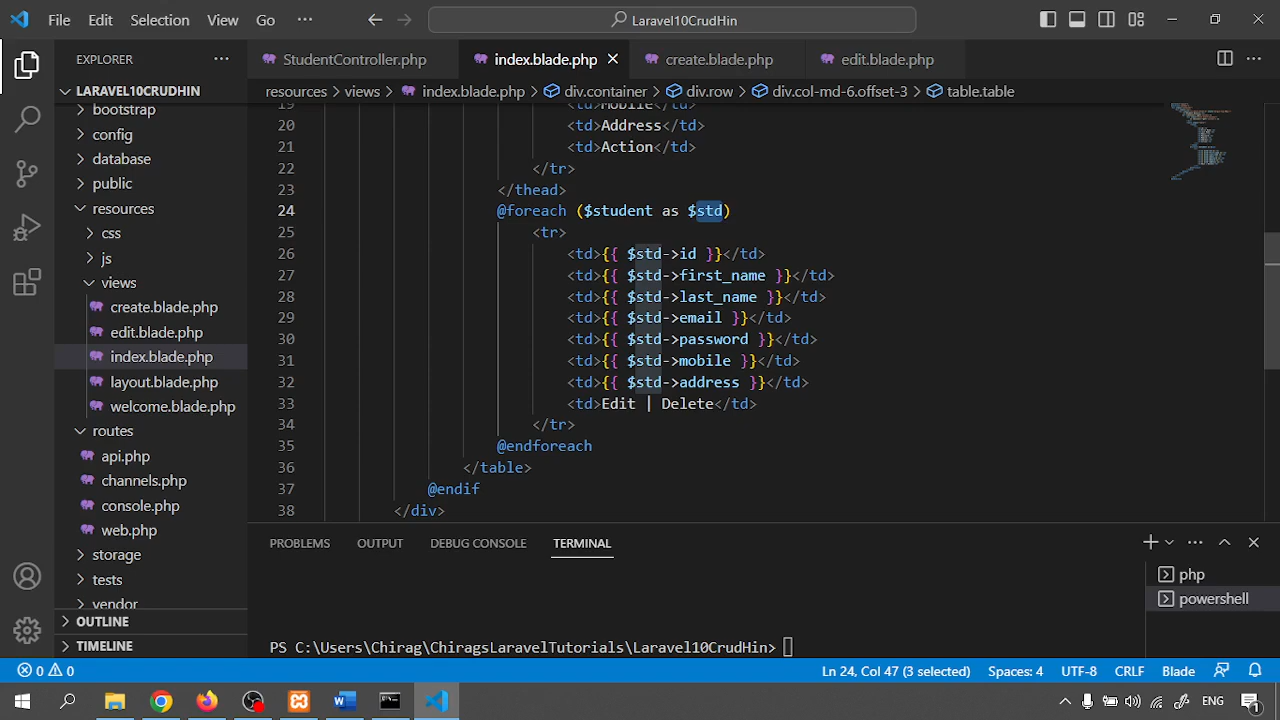 File Edit Selection View Go ··· Laravel10CrudHin
EXPLORER ···
StudentController.php index.blade.php create.blade.php edit.blade.php ···
LARAVEL10CRUDHIN
resources > views > index.blade.php > div.container > div.row > div.col-md-6.offset-3 > table.table
bootstrap
config
database
public
resources
css
js
views
create.blade.php
edit.blade.php
index.blade.php
layout.blade.php
welcome.blade.php
routes
api.php
channels.php
console.php
web.php
storage
tests
vendor
OUTLINE
TIMELINE
19 <td>Mobile</td>
20 <td>Address</td>
21 <td>Action</td>
22 </tr>
23 </thead>
24 @foreach ($student as $std)
25 <tr>
26 <td>{{ $std->id }}</td>
27 <td>{{ $std->first_name }}</td>
28 <td>{{ $std->last_name }}</td>
29 <td>{{ $std->email }}</td>
30 <td>{{ $std->password }}</td>
31 <td>{{ $std->mobile }}</td>
32 <td>{{ $std->address }}</td>
33 <td>Edit | Delete</td>
34 </tr>
35 @endforeach
36 </table>
37 @endif
38 </div>
PROBLEMS OUTPUT DEBUG CONSOLE TERMINAL
php
powershell
PS C:\Users\Chirag\ChiragsLaravelTutorials\Laravel10CrudHin>
0 0 Ln 24, Col 47 (3 selected) Spaces: 4 UTF-8 CRLF Blade
ENG 1